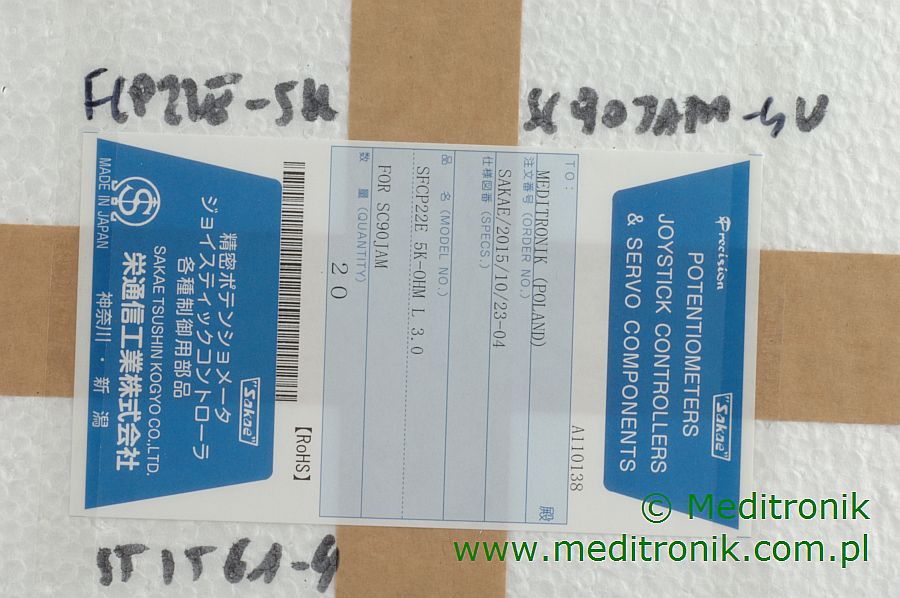 Precision
POTENTIOMETERS
JOYSTICK CONTROLLERS
& SERVO COMPONENTS
"Sakae"
A110138
TO:
MEDITRONIK (POLAND)
殿
注文番号 (ORDER NO.)
SAKAE/2015/10/23-04
仕様図番 (SPECS.)
品 名 (MODEL NO.)
SFCP22E 5K-OHM L 3.0
FOR SC90JAM
数 量 (QUANTITY)
20
【RoHS】
精密ポテンショメータ
ジョイスティックコントローラ
各種制御用部品
"Sakae"
SAKAE TSUSHIN KOGYO CO.,LTD.
栄通信工業株式会社
MADE IN JAPAN
神奈川・新潟
© Meditronik
www.meditronik.com.pl